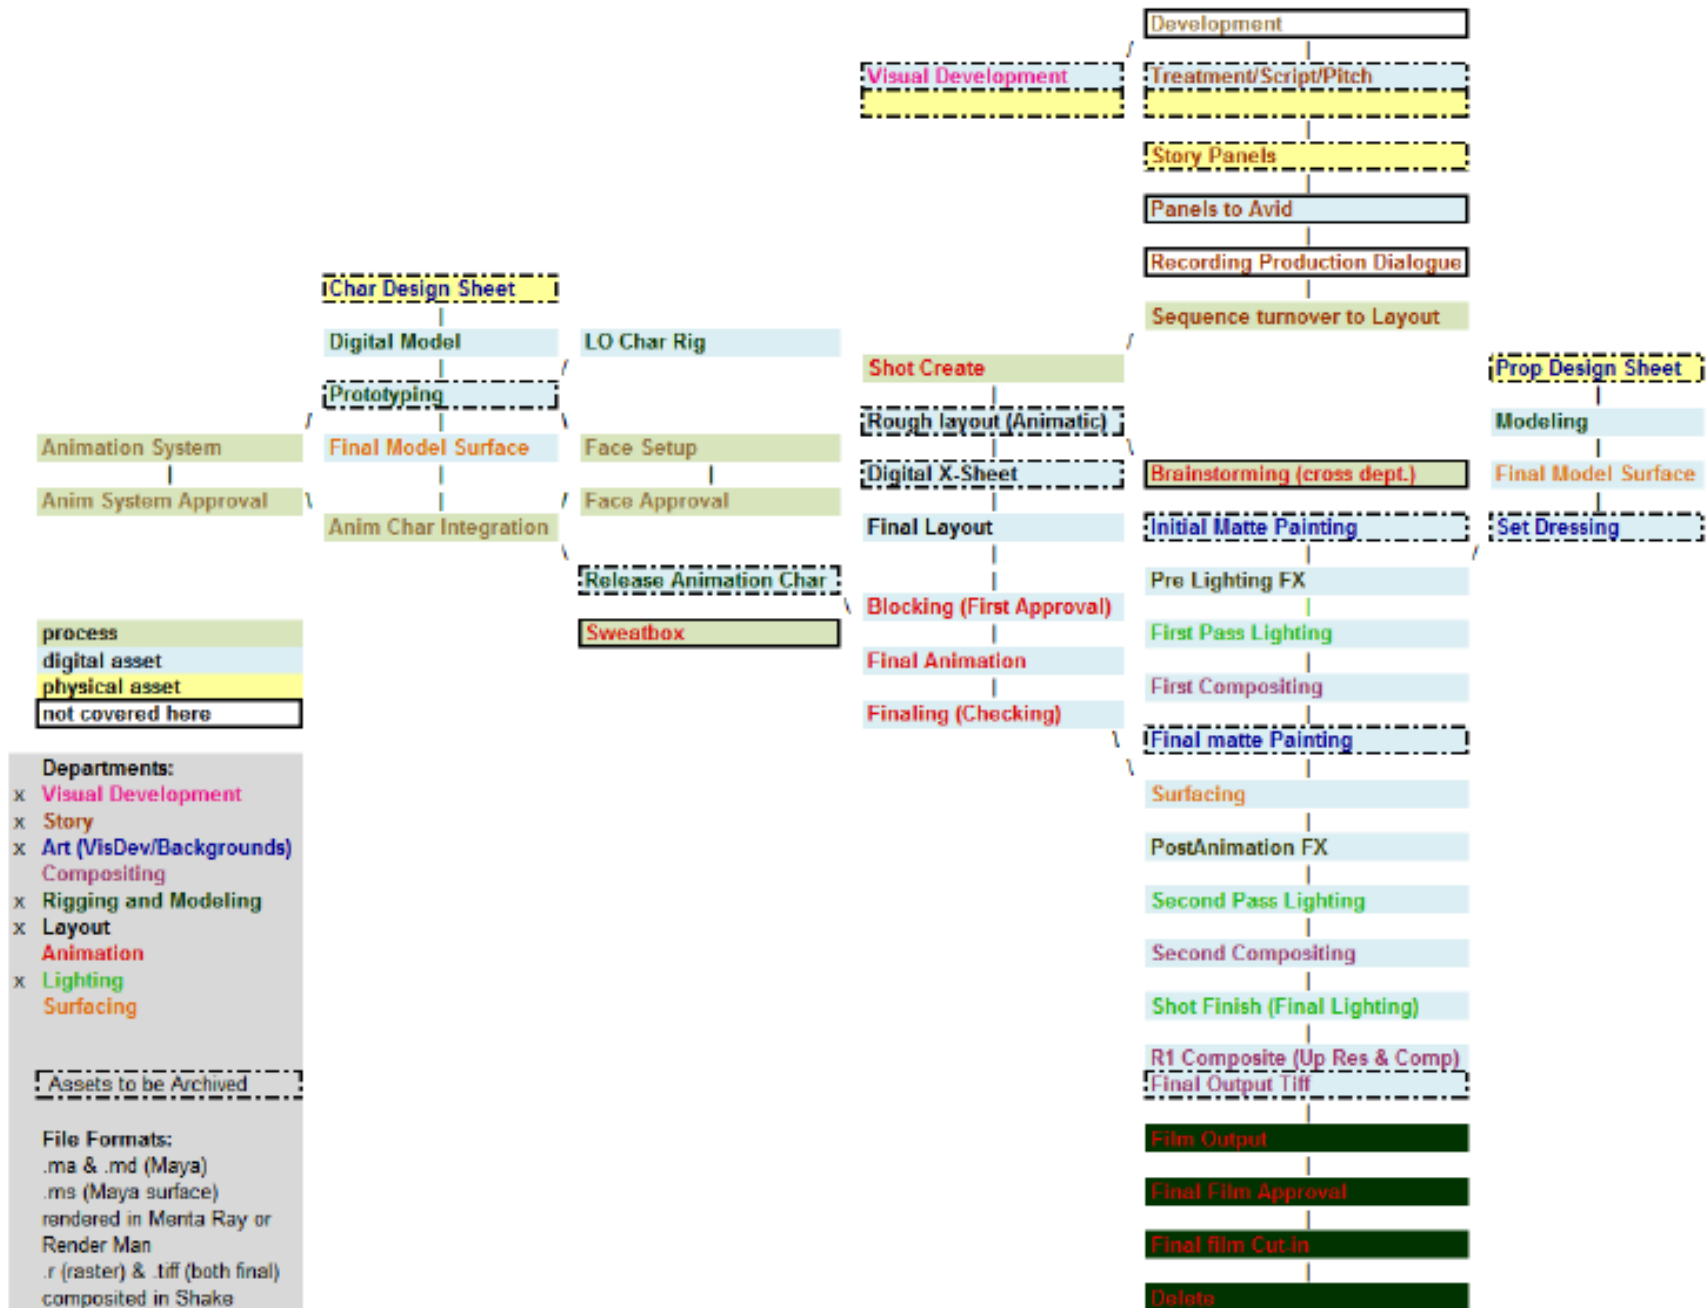 Development
Visual Development
Treatment/Script/Pitch
Story Panels
Panels to Avid
Recording Production Dialogue
Sequence turnover to Layout
Char Design Sheet
Digital Model
LO Char Rig
Prototyping
Animation System
Final Model Surface
Face Setup
Anim System Approval
Face Approval
Anim Char Integration
Release Animation Char
Sweatbox
Shot Create
Rough layout (Animatic)
Digital X-Sheet
Final Layout
Blocking (First Approval)
Final Animation
Finaling (Checking)
Brainstorming (cross dept.)
Initial Matte Painting
Pre Lighting FX
First Pass Lighting
First Compositing
Final matte Painting
Surfacing
PostAnimation FX
Second Pass Lighting
Second Compositing
Shot Finish (Final Lighting)
R1 Composite (Up Res & Comp)
Final Output Tiff
Film Output
Final Film Approval
Final film Cut-in
Delete
Prop Design Sheet
Modeling
Final Model Surface
Set Dressing
process
digital asset
physical asset
not covered here
Departments:
x Visual Development
x Story
x Art (VisDev/Backgrounds)
Compositing
x Rigging and Modeling
x Layout
Animation
x Lighting
Surfacing
Assets to be Archived
File Formats:
.ma & .md (Maya)
.ms (Maya surface)
rendered in Menta Ray or
Render Man
.r (raster) & .tiff (both final)
composited in Shake